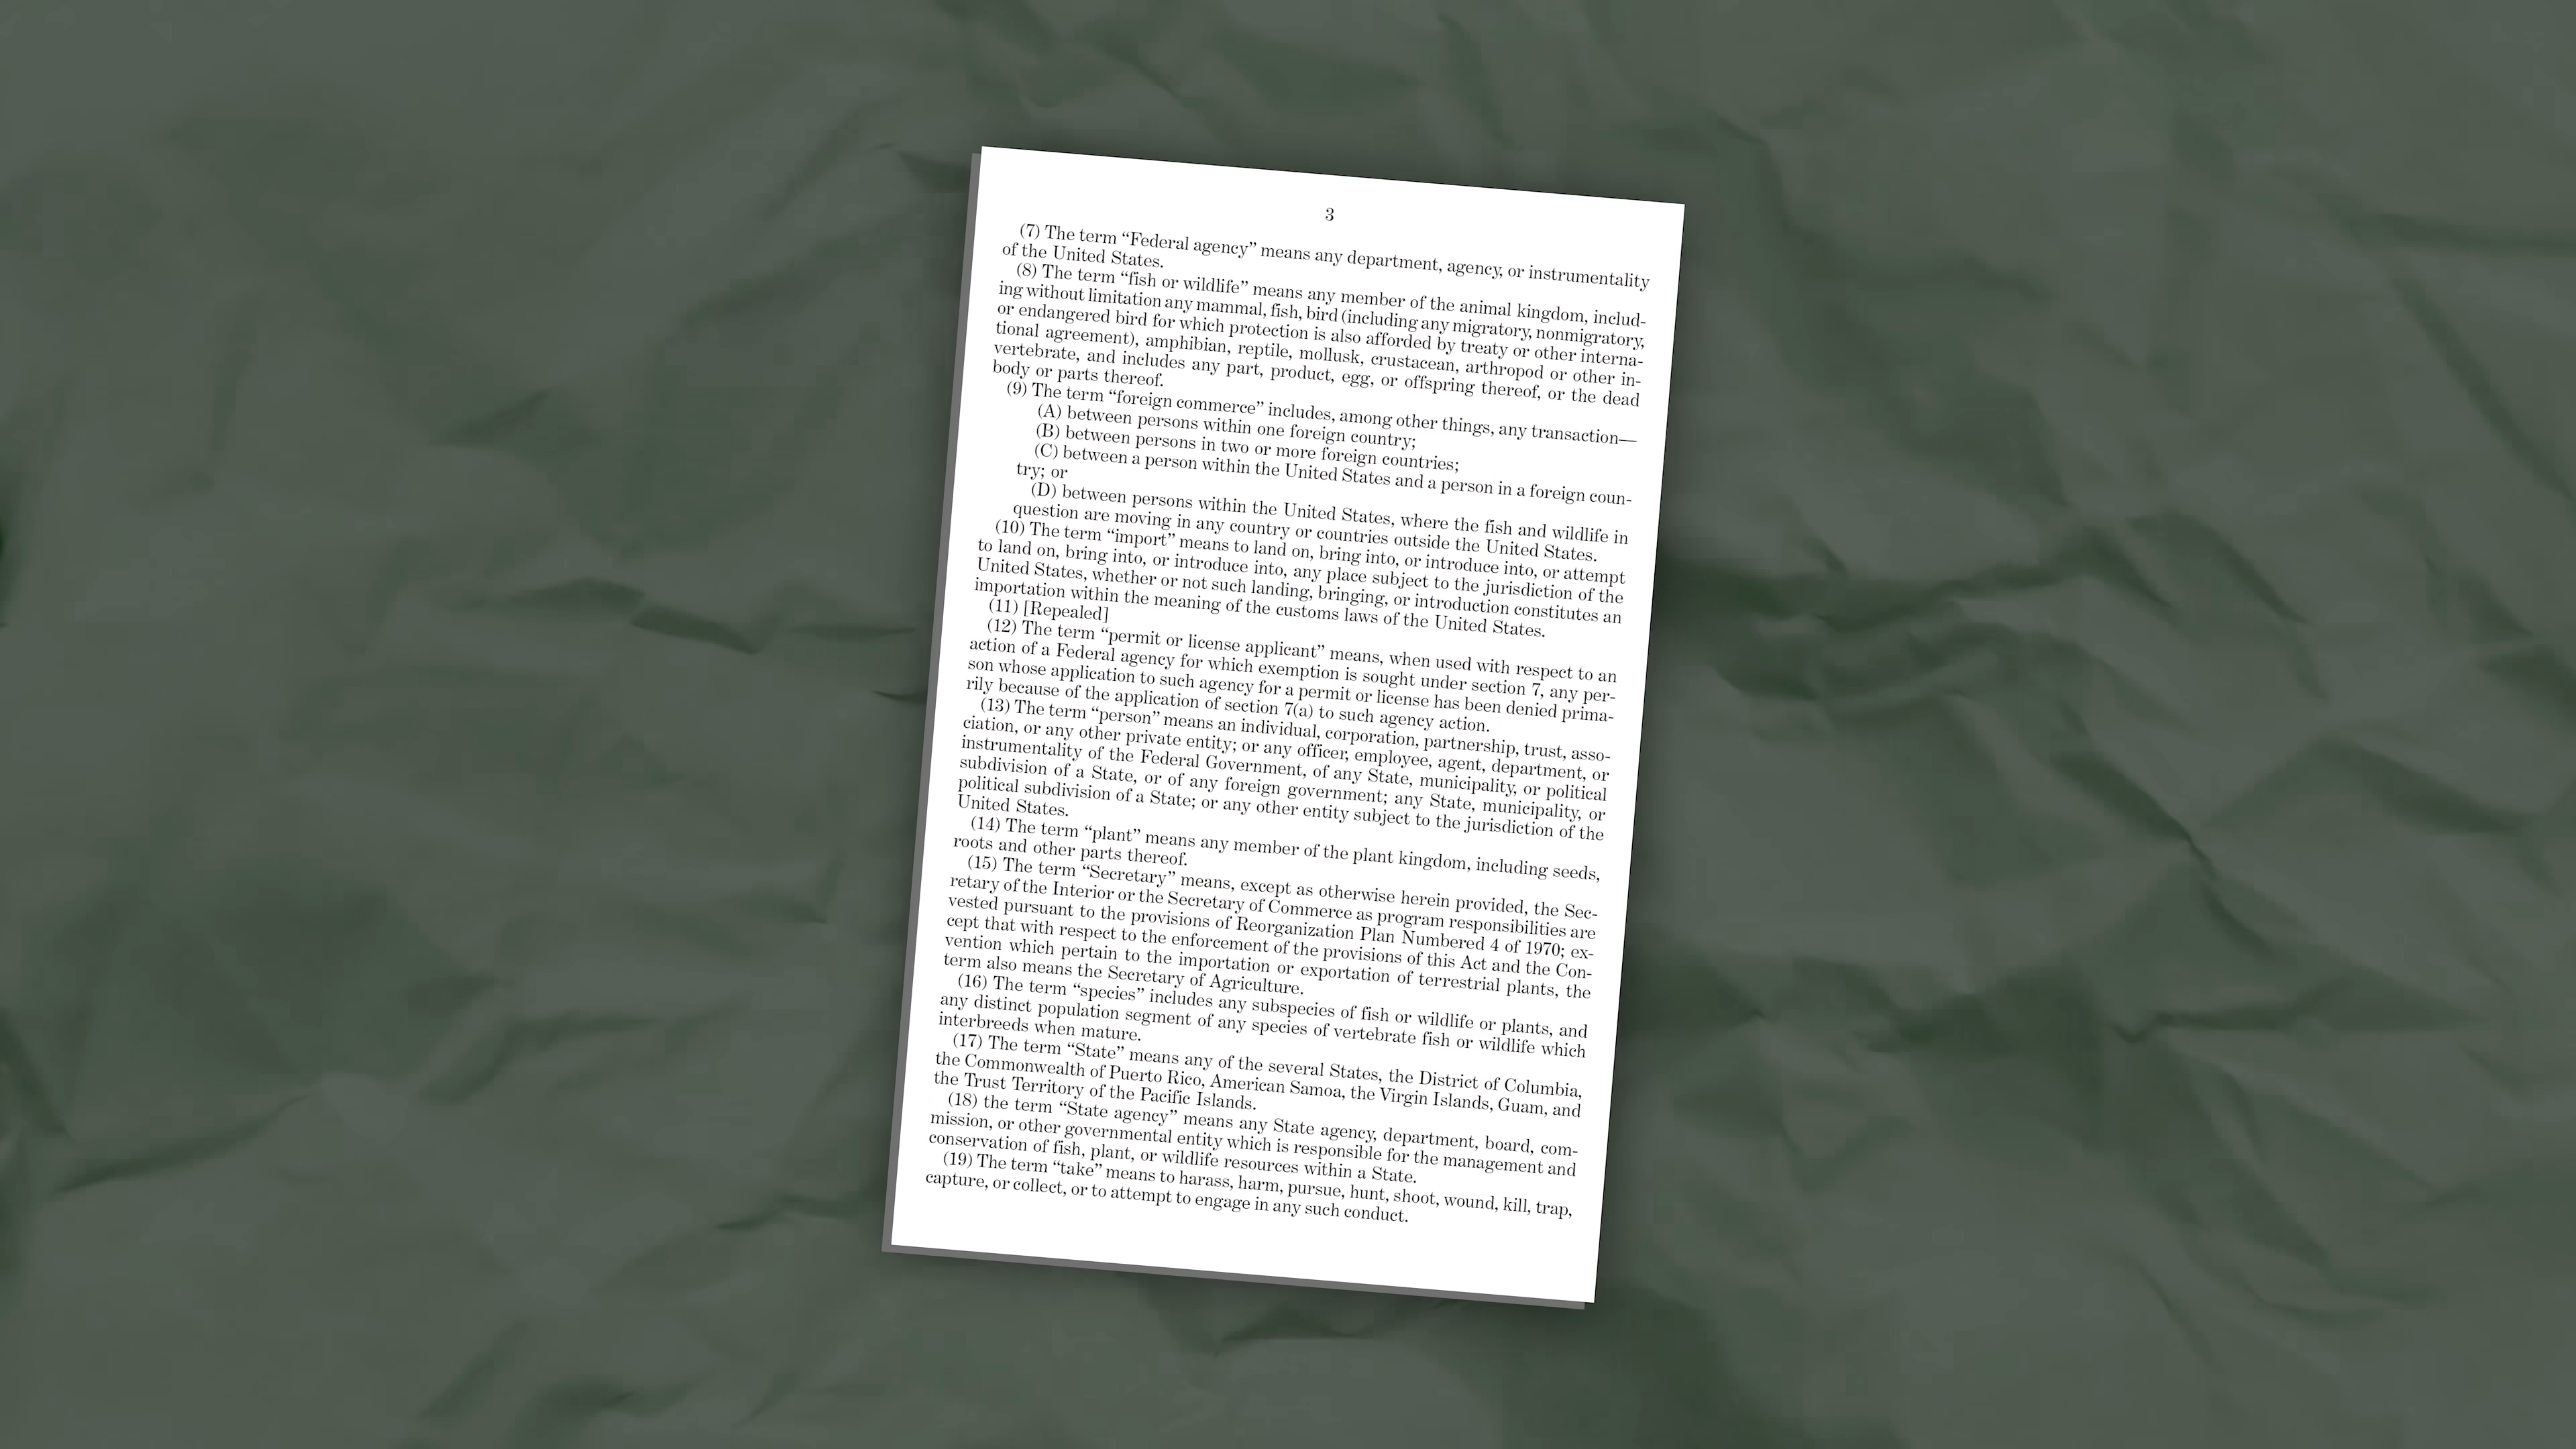 3
(7) The term “Federal agency” means any department, agency, or instrumentality
of the United States.
(8) The term “fish or wildlife” means any member of the animal kingdom, includ-
ing without limitation any mammal, fish, bird (including any migratory, nonmigratory,
or endangered bird for which protection is also afforded by treaty or other interna-
tional agreement), amphibian, reptile, mollusk, crustacean, arthropod or other in-
vertebrate, and includes any part, product, egg, or offspring thereof, or the dead
body or parts thereof.
(9) The term “foreign commerce” includes, among other things, any transaction—
(A) between persons within one foreign country;
(B) between persons in two or more foreign countries;
(C) between a person within the United States and a person in a foreign coun-
try; or
(D) between persons within the United States, where the fish and wildlife in
question are moving in any country or countries outside the United States.
(10) The term “import” means to land on, bring into, or introduce into, or attempt
to land on, bring into, or introduce into, any place subject to the jurisdiction of the
United States, whether or not such landing, bringing, or introduction constitutes an
importation within the meaning of the customs laws of the United States.
(11) [Repealed]
(12) The term “permit or license applicant” means, when used with respect to an
action of a Federal agency for which exemption is sought under section 7, any per-
son whose application to such agency for a permit or license has been denied prima-
rily because of the application of section 7(a) to such agency action.
(13) The term “person” means an individual, corporation, partnership, trust, asso-
ciation, or any other private entity; or any officer, employee, agent, department, or
instrumentality of the Federal Government, of any State, municipality, or political
subdivision of a State, or of any foreign government; any State, municipality, or
political subdivision of a State; or any other entity subject to the jurisdiction of the
United States.
(14) The term “plant” means any member of the plant kingdom, including seeds,
roots and other parts thereof.
(15) The term “Secretary” means, except as otherwise herein provided, the Sec-
retary of the Interior or the Secretary of Commerce as program responsibilities are
vested pursuant to the provisions of Reorganization Plan Numbered 4 of 1970; ex-
cept that with respect to the enforcement of the provisions of this Act and the Con-
vention which pertain to the importation or exportation of terrestrial plants, the
term also means the Secretary of Agriculture.
(16) The term “species” includes any subspecies of fish or wildlife or plants, and
any distinct population segment of any species of vertebrate fish or wildlife which
interbreeds when mature.
(17) The term “State” means any of the several States, the District of Columbia,
the Commonwealth of Puerto Rico, American Samoa, the Virgin Islands, Guam, and
the Trust Territory of the Pacific Islands.
(18) the term “State agency” means any State agency, department, board, com-
mission, or other governmental entity which is responsible for the management and
conservation of fish, plant, or wildlife resources within a State.
(19) The term “take” means to harass, harm, pursue, hunt, shoot, wound, kill, trap,
capture, or collect, or to attempt to engage in any such conduct.